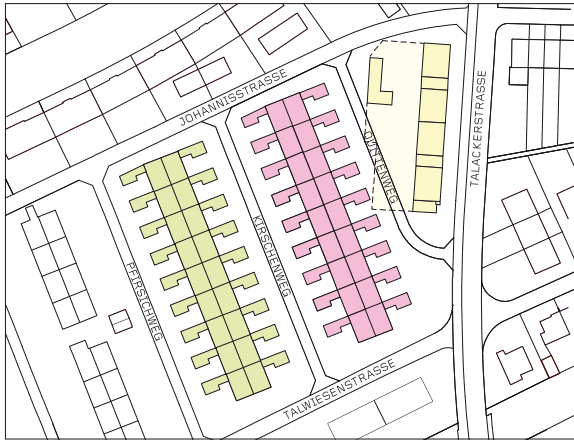 JOHANNISSTRASSE
TALACKERSTRASSE
QUITTENWEG
KIRSCHENWEG
PFIRSICHWEG
TALWIESENSTRASSE